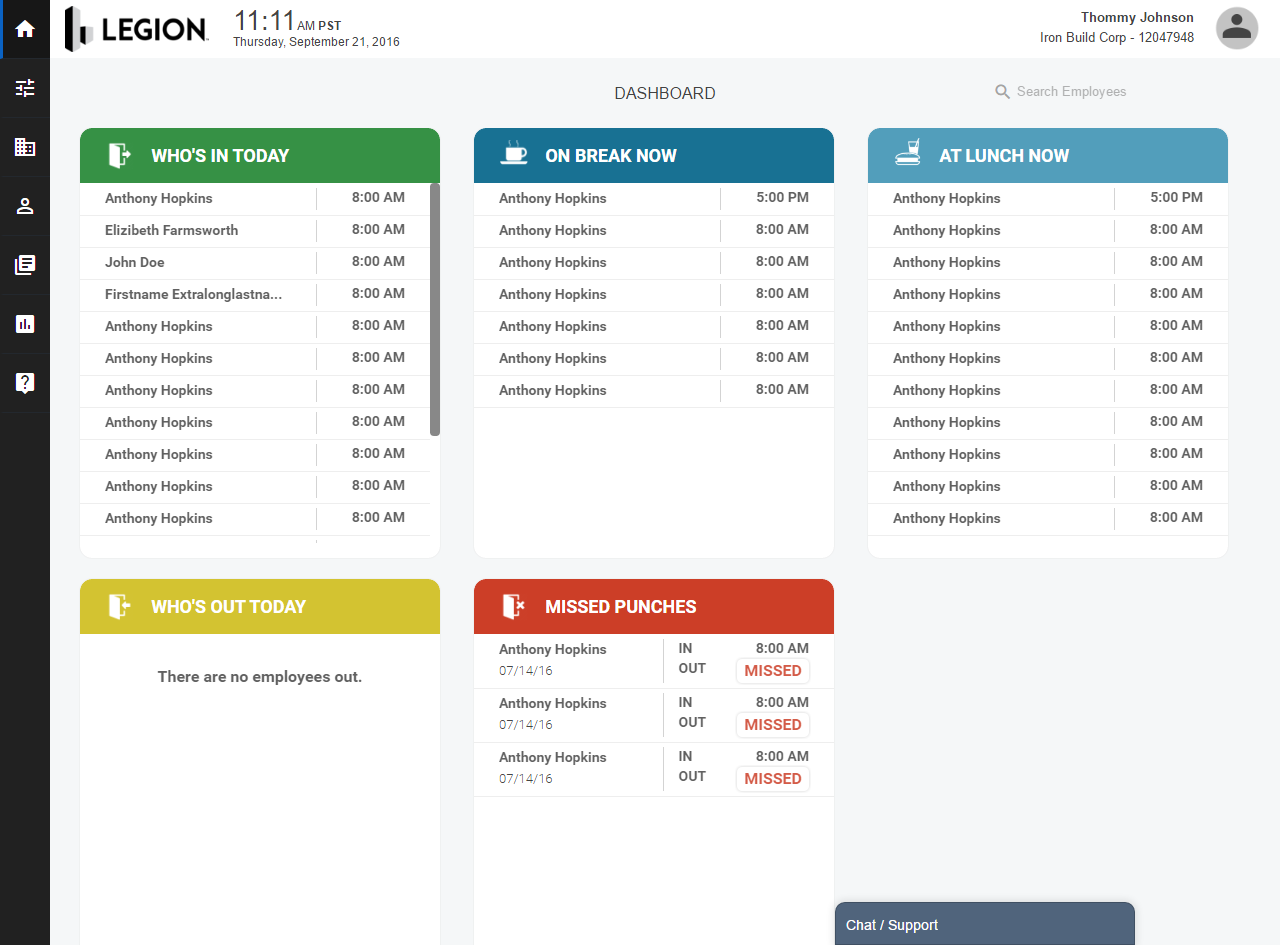 LEGION
11:11 AM PST
Thursday, September 21, 2016
Thommy Johnson
Iron Build Corp - 12047948
DASHBOARD
Search Employees
WHO'S IN TODAY
Anthony Hopkins 8:00 AM
Elizibeth Farmsworth 8:00 AM
John Doe 8:00 AM
Firstname Extralonglastna... 8:00 AM
Anthony Hopkins 8:00 AM
Anthony Hopkins 8:00 AM
Anthony Hopkins 8:00 AM
Anthony Hopkins 8:00 AM
Anthony Hopkins 8:00 AM
Anthony Hopkins 8:00 AM
Anthony Hopkins 8:00 AM
ON BREAK NOW
Anthony Hopkins 5:00 PM
Anthony Hopkins 8:00 AM
Anthony Hopkins 8:00 AM
Anthony Hopkins 8:00 AM
Anthony Hopkins 8:00 AM
Anthony Hopkins 8:00 AM
Anthony Hopkins 8:00 AM
AT LUNCH NOW
Anthony Hopkins 5:00 PM
Anthony Hopkins 8:00 AM
Anthony Hopkins 8:00 AM
Anthony Hopkins 8:00 AM
Anthony Hopkins 8:00 AM
Anthony Hopkins 8:00 AM
Anthony Hopkins 8:00 AM
Anthony Hopkins 8:00 AM
Anthony Hopkins 8:00 AM
Anthony Hopkins 8:00 AM
Anthony Hopkins 8:00 AM
WHO'S OUT TODAY
There are no employees out.
MISSED PUNCHES
Anthony Hopkins IN 8:00 AM
07/14/16 OUT MISSED
Anthony Hopkins IN 8:00 AM
07/14/16 OUT MISSED
Anthony Hopkins IN 8:00 AM
07/14/16 OUT MISSED
Chat / Support